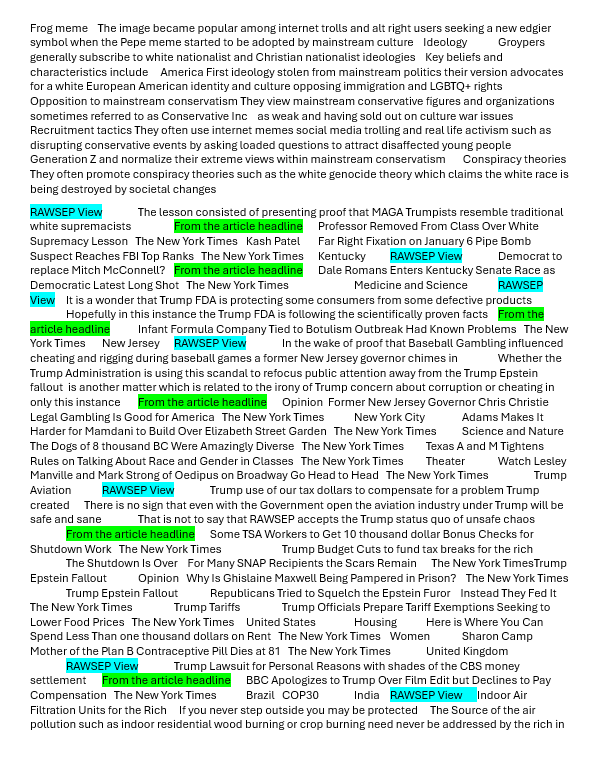 Frog meme The image became popular among internet trolls and alt right users seeking a new edgier
symbol when the Pepe meme started to be adopted by mainstream culture Ideology Groypers
generally subscribe to white nationalist and Christian nationalist ideologies Key beliefs and
characteristics include America First ideology stolen from mainstream politics their version advocates
for a white European American identity and culture opposing immigration and LGBTQ+ rights
Opposition to mainstream conservatism They view mainstream conservative figures and organizations
sometimes referred to as Conservative Inc as weak and having sold out on culture war issues
Recruitment tactics They often use internet memes social media trolling and real life activism such as
disrupting conservative events by asking loaded questions to attract disaffected young people
Generation Z and normalize their extreme views within mainstream conservatism Conspiracy theories
They often promote conspiracy theories such as the white genocide theory which claims the white race is
being destroyed by societal changes
RAWSEP View The lesson consisted of presenting proof that MAGA Trumpists resemble traditional
white supremacists From the article headline Professor Removed From Class Over White
Supremacy Lesson The New York Times Kash Patel Far Right Fixation on January 6 Pipe Bomb
Suspect Reaches FBI Top Ranks The New York Times Kentucky RAWSEP View Democrat to
replace Mitch McConnell? From the article headline Dale Romans Enters Kentucky Senate Race as
Democratic Latest Long Shot The New York Times Medicine and Science RAWSEP
View It is a wonder that Trump FDA is protecting some consumers from some defective products
Hopefully in this instance the Trump FDA is following the scientifically proven facts From the
article headline Infant Formula Company Tied to Botulism Outbreak Had Known Problems The New
York Times New Jersey RAWSEP View In the wake of proof that Baseball Gambling influenced
cheating and rigging during baseball games a former New Jersey governor chimes in Whether the
Trump Administration is using this scandal to refocus public attention away from the Trump Epstein
fallout is another matter which is related to the irony of Trump concern about corruption or cheating in
only this instance From the article headline Opinion Former New Jersey Governor Chris Christie
Legal Gambling Is Good for America The New York Times New York City Adams Makes It
Harder for Mamdani to Build Over Elizabeth Street Garden The New York Times Science and Nature
The Dogs of 8 thousand BC Were Amazingly Diverse The New York Times Texas A and M Tightens
Rules on Talking About Race and Gender in Classes The New York Times Theater Watch Lesley
Manville and Mark Strong of Oedipus on Broadway Go Head to Head The New York Times Trump
Aviation RAWSEP View Trump use of our tax dollars to compensate for a problem Trump
created There is no sign that even with the Government open the aviation industry under Trump will be
safe and sane That is not to say that RAWSEP accepts the Trump status quo of unsafe chaos
From the article headline Some TSA Workers to Get 10 thousand dollar Bonus Checks for
Shutdown Work The New York Times Trump Budget Cuts to fund tax breaks for the rich
The Shutdown Is Over For Many SNAP Recipients the Scars Remain The New York TimesTrump
Epstein Fallout Opinion Why Is Ghislaine Maxwell Being Pampered in Prison? The New York Times
Trump Epstein Fallout Republicans Tried to Squelch the Epstein Furor Instead They Fed It
The New York Times Trump Tariffs Trump Officials Prepare Tariff Exemptions Seeking to
Lower Food Prices The New York Times United States Housing Here is Where You Can
Spend Less Than one thousand dollars on Rent The New York Times Women Sharon Camp
Mother of the Plan B Contraceptive Pill Dies at 81 The New York Times United Kingdom
RAWSEP View Trump Lawsuit for Personal Reasons with shades of the CBS money
settlement From the article headline BBC Apologizes to Trump Over Film Edit but Declines to Pay
Compensation The New York Times Brazil COP30 India RAWSEP View Indoor Air
Filtration Units for the Rich If you never step outside you may be protected The Source of the air
pollution such as indoor residential wood burning or crop burning need never be addressed by the rich in